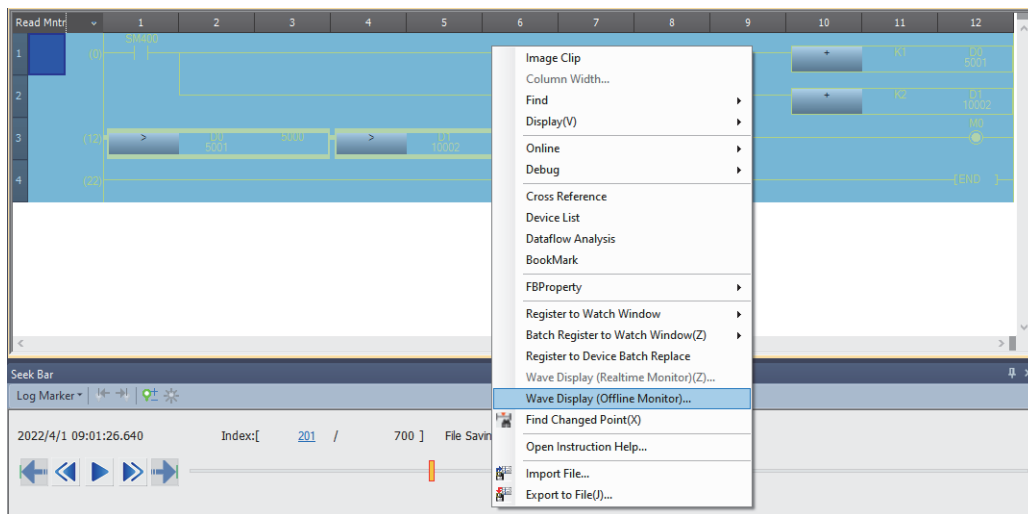 Read Mntr 1 2 3 4 5 6 7 8 9 10 11 12
1 (0) SM400 + K1 D0
5001
2 + K2 D1
10002
3 (12) > D0 5000 > D1 M0
5001 10002
4 (22) [END ]
Image Clip
Column Width...
Find
Display(V)
Online
Debug
Cross Reference
Device List
Dataflow Analysis
BookMark
FBProperty
Register to Watch Window
Batch Register to Watch Window(Z)
Register to Device Batch Replace
Wave Display (Realtime Monitor)(Z)...
Wave Display (Offline Monitor)...
Find Changed Point(X)
Open Instruction Help...
Import File...
Export to File(J)...
Seek Bar
Log Marker
2022/4/1 09:01:26.640 Index:[ 201 / 700 ] File Savin